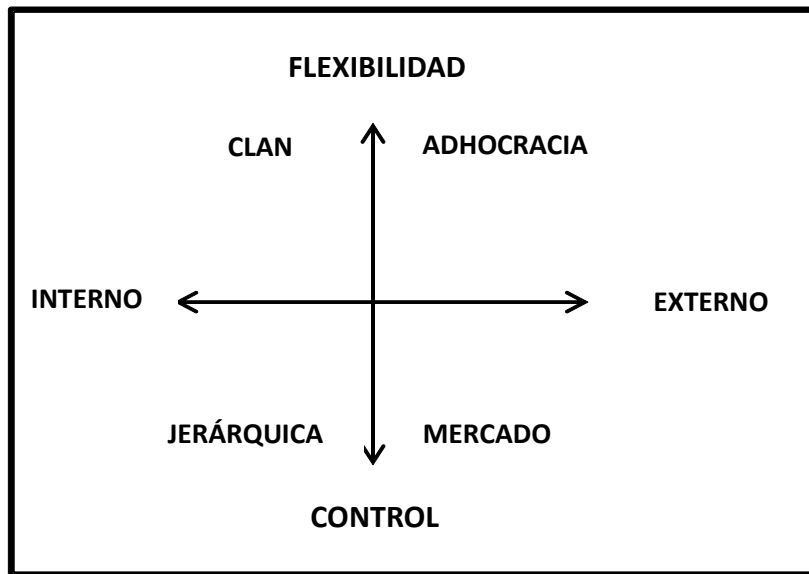 FLEXIBILIDAD
CLAN ADHOCRACIA
INTERNO EXTERNO
JERÁRQUICA MERCADO
CONTROL